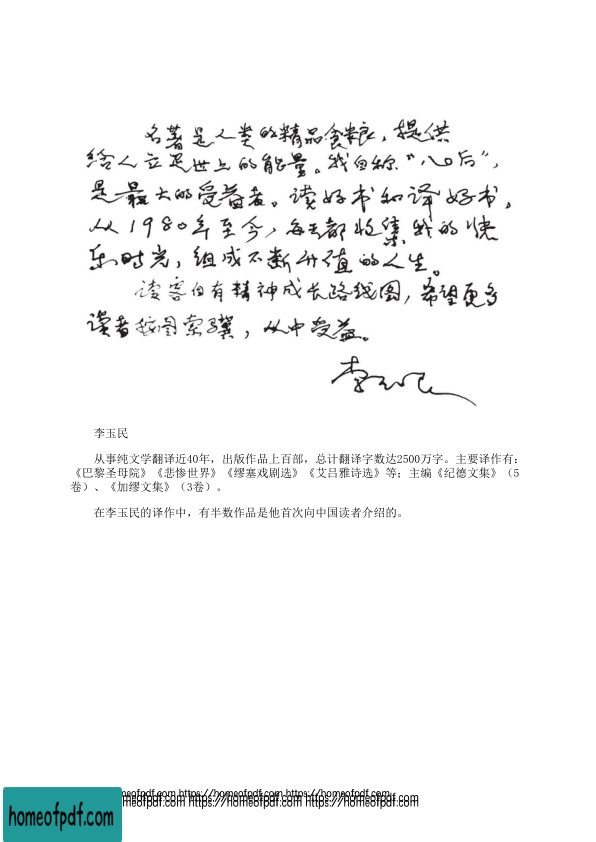 名著是人类的精品食粮，提供
给人立足世上的能量。我自称“八〇后”，
是最大的受益者。读好书和译好书，
从1980年至今，每天都收集我的快
乐时光，组成不断升值的人生。
读客自有精神成长路线图，希望更多
读者按图索骥，从中受益。
李玉民
李玉民
从事纯文学翻译近40年，出版作品上百部，总计翻译字数达2500万字。主要译作有：
《巴黎圣母院》《悲惨世界》《缪塞戏剧选》《艾吕雅诗选》等；主编《纪德文集》（5
卷）、《加缪文集》（3卷）。
在李玉民的译作中，有半数作品是他首次向中国读者介绍的。
homeofpdf.com https://homeofpdf.com https://homeofpdf.com
homeofpdf.com https://homeofpdf.com https://homeofpdf.com
homeofpdf.com